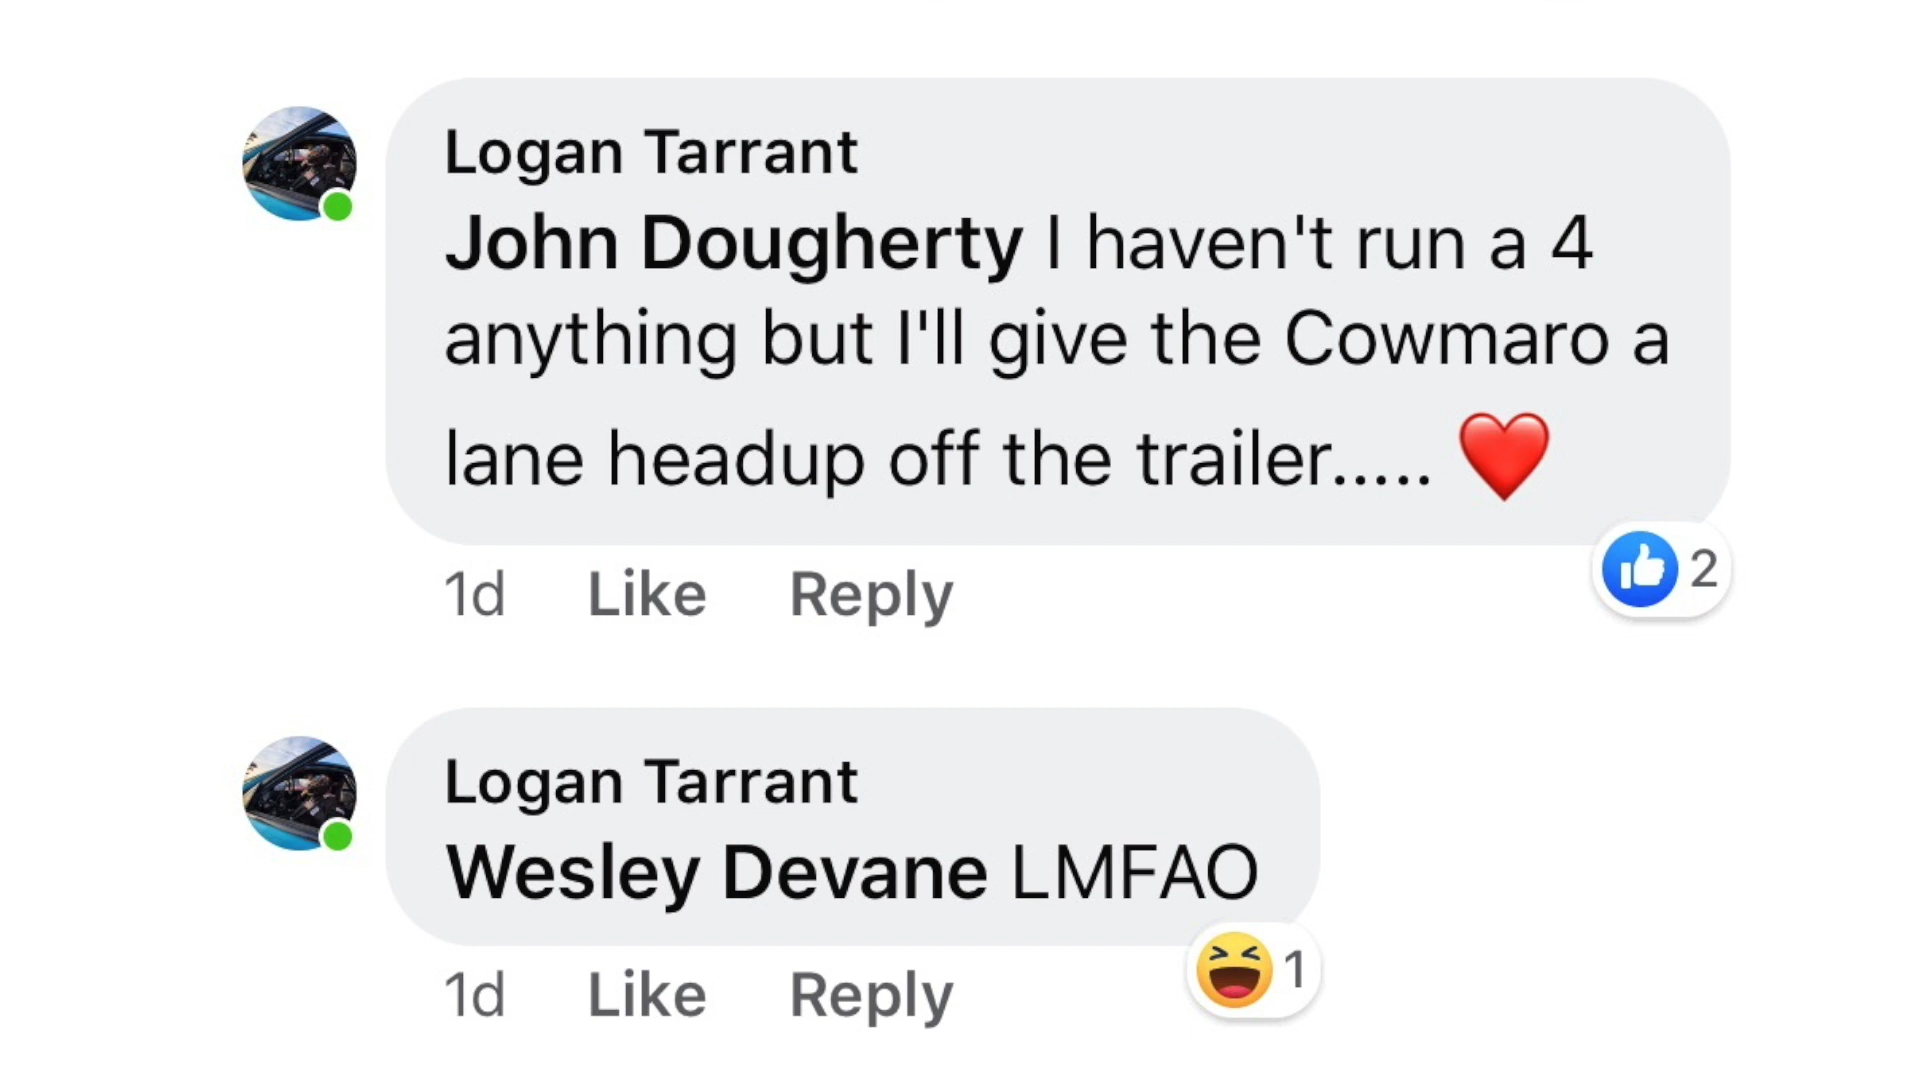 Logan Tarrant
John Dougherty I haven't run a 4
anything but I'll give the Cowmaro a
lane headup off the trailer..... ❤️
1d Like Reply
2
Logan Tarrant
Wesley Devane LMFAO
1d Like Reply
1